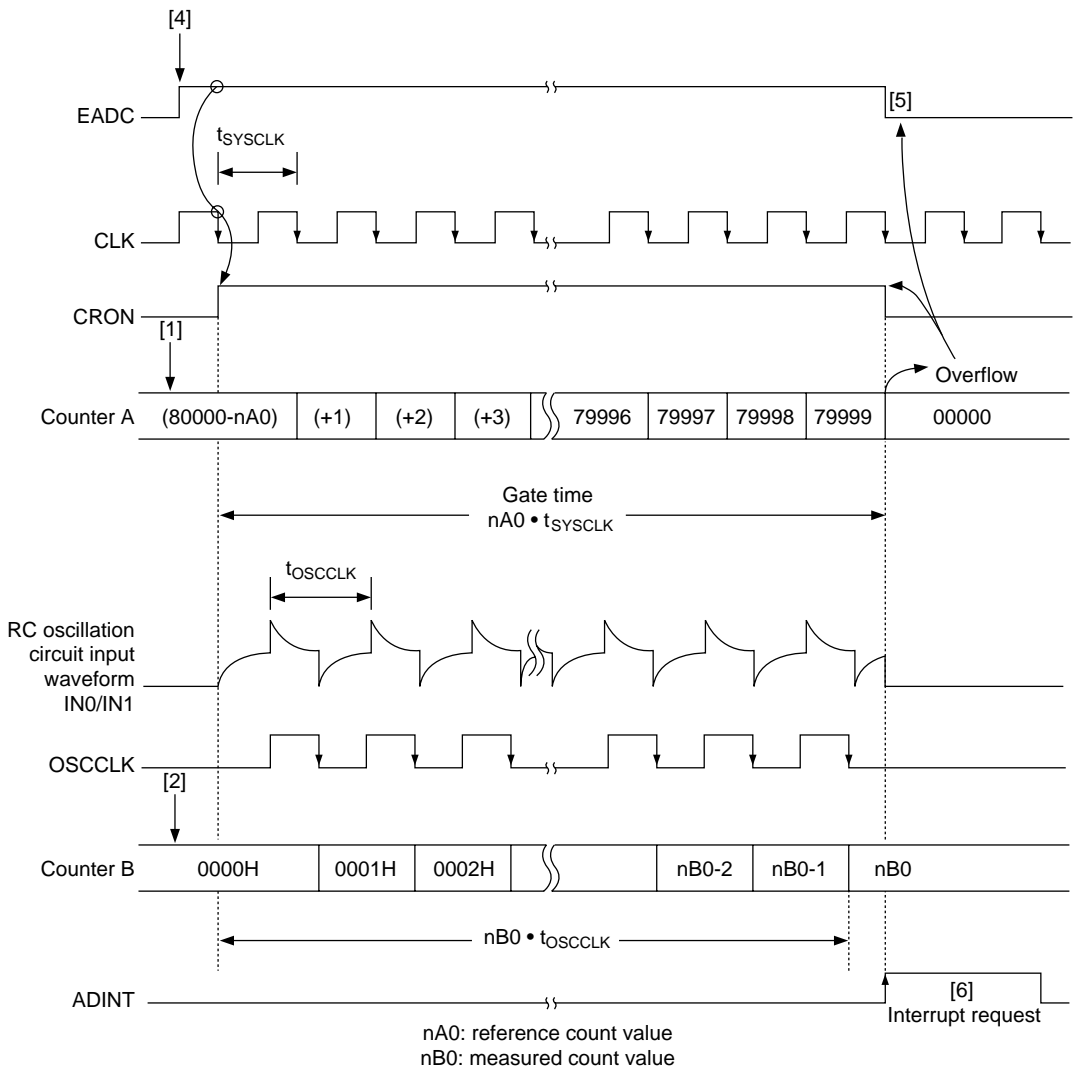 [4]
EADC
[5]
tSYSCLK
CLK
CRON
[1]
Overflow
Counter A
(80000-nA0)
(+1)
(+2)
(+3)
79996
79997
79998
79999
00000
Gate time
nA0 • tSYSCLK
tOSCCLK
RC oscillation
circuit input
waveform
IN0/IN1
OSCCLK
[2]
Counter B
0000H
0001H
0002H
nB0-2
nB0-1
nB0
nB0 • tOSCCLK
ADINT
[6]
Interrupt request
nA0: reference count value
nB0: measured count value